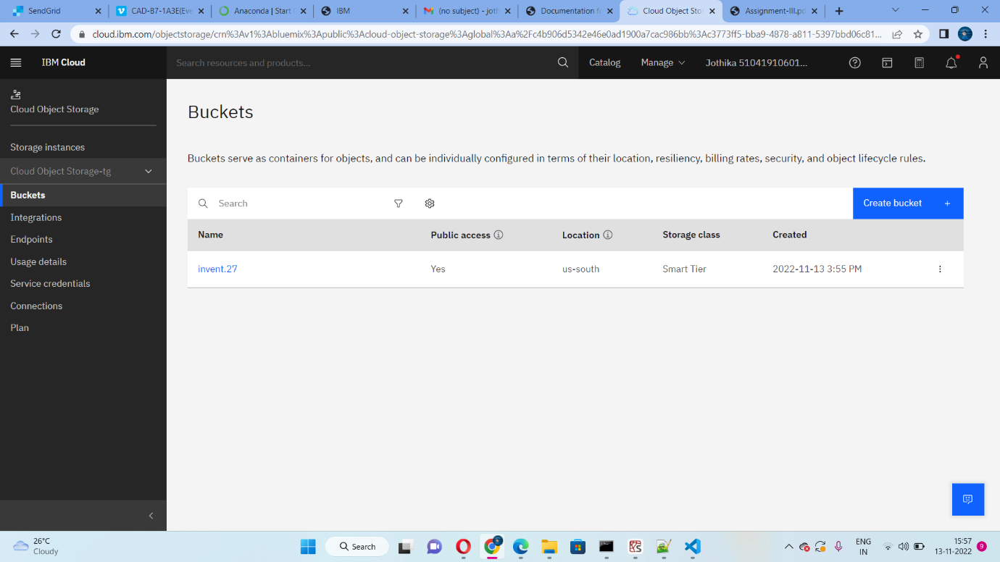 SendGrid
CAD-B7-1A3E(Eve
Anaconda | Start
IBM
(no subject) - joth
Documentation fo
Cloud Object Stor
Assignment-III.pd
cloud.ibm.com/objectstorage/crn%3Av1%3Abluemix%3Apublic%3Acloud-object-storage%3Aglobal%3Aa%2Fc4b906d5342e46e0ad1900a7cac986bb%3Ac3773ff5-bba9-4878-a811-5397bbd06c81...
IBM Cloud
Search resources and products...
Catalog
Manage
Jothika 51041910601...
Cloud Object Storage
Storage instances
Cloud Object Storage-tg
Buckets
Integrations
Endpoints
Usage details
Service credentials
Connections
Plan
Buckets
Buckets serve as containers for objects, and can be individually configured in terms of their location, resiliency, billing rates, security, and object lifecycle rules.
Search
Create bucket +
Name Public access Location Storage class Created
invent.27 Yes us-south Smart Tier 2022-11-13 3:55 PM
26°C
Cloudy
Search
ENG
IN
15:57
13-11-2022
9